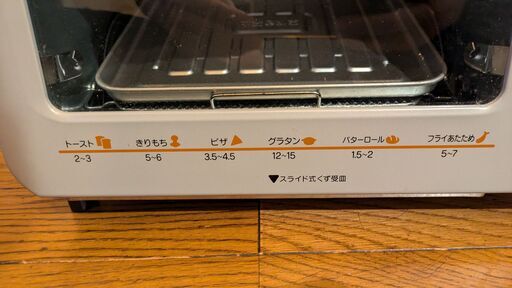 トースト きりもち ピザ グラタン バターロール フライあたため
2~3 5~6 3.5~4.5 12~15 1.5~2 5~7
▼スライド式くず受皿